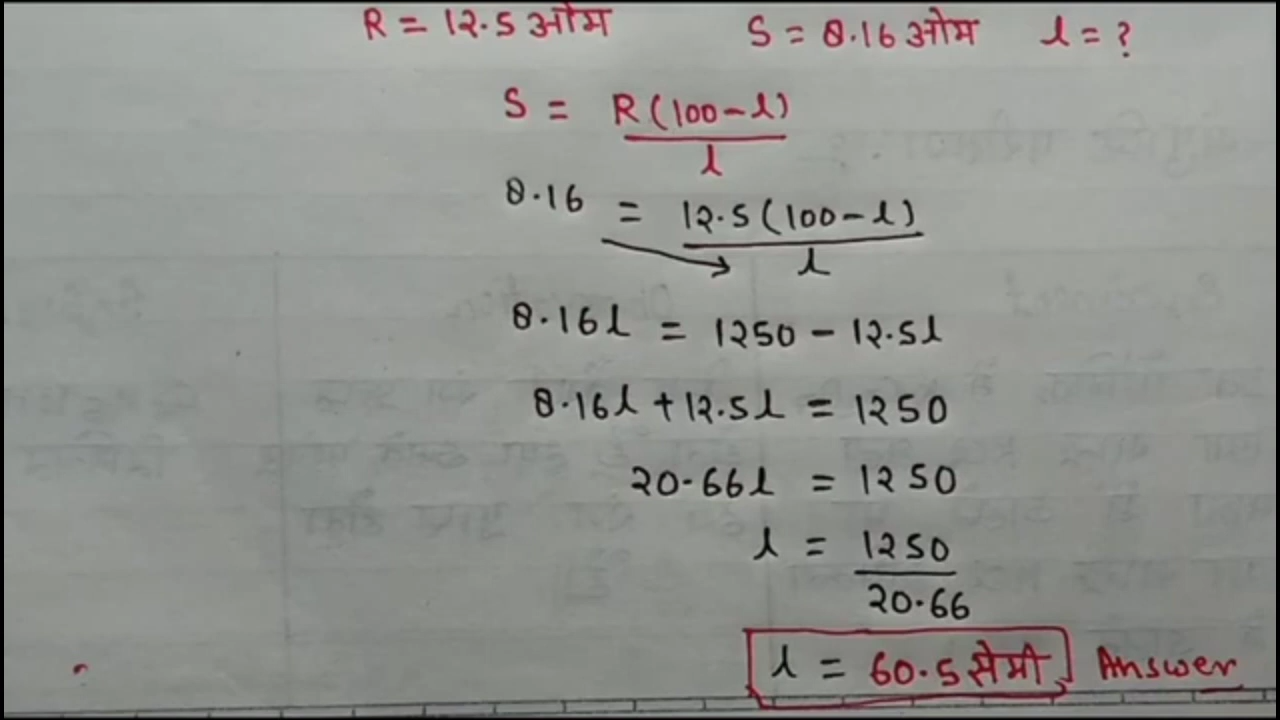 R = 12.5 ओम S = 8.16 ओम l = ?
S = R(100-l)
l
8.16 = 12.5(100-l)
l
8.16l = 1250 - 12.5l
8.16l + 12.5l = 1250
20.66l = 1250
l = 1250
20.66
l = 60.5 सेमी Answer